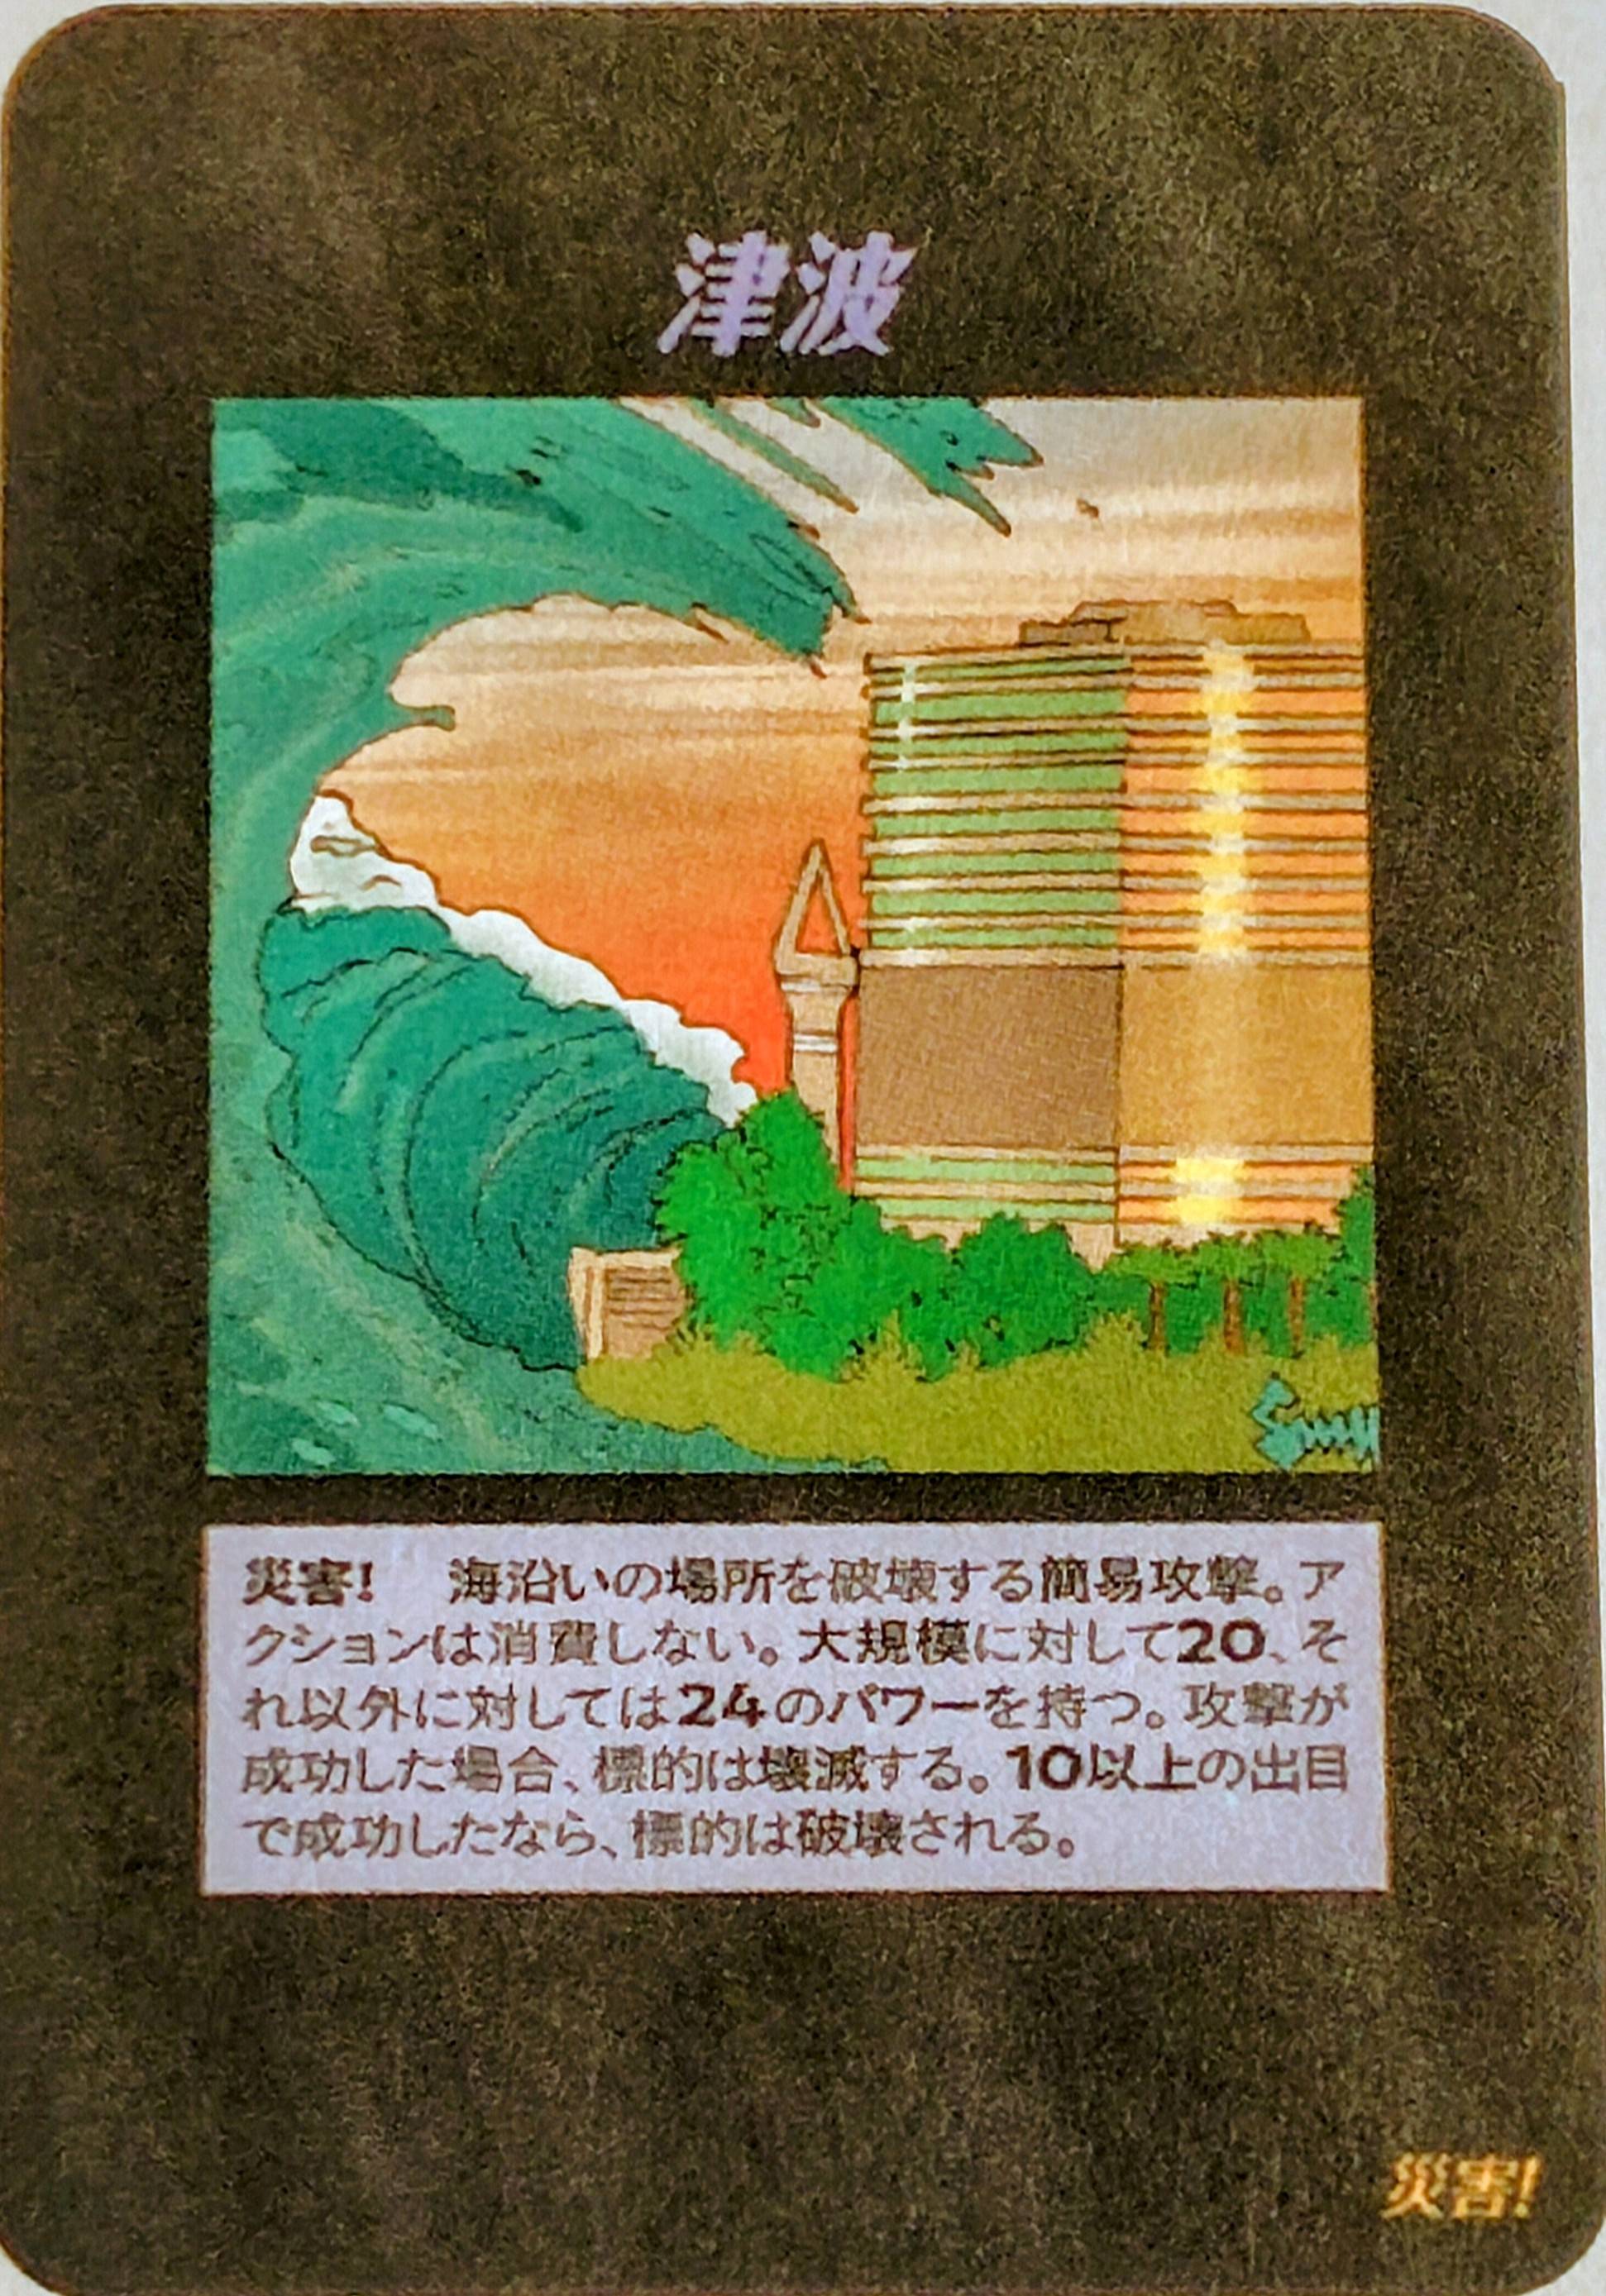 津波
災害! 海沿いの場所を破壊する簡易攻撃。ア
クションは消費しない。大規模に対して20、そ
れ以外に対しては24のパワーを持つ。攻撃が
成功した場合、標的は壊滅する。10以上の出目
で成功したなら、標的は破壊される。
災害!